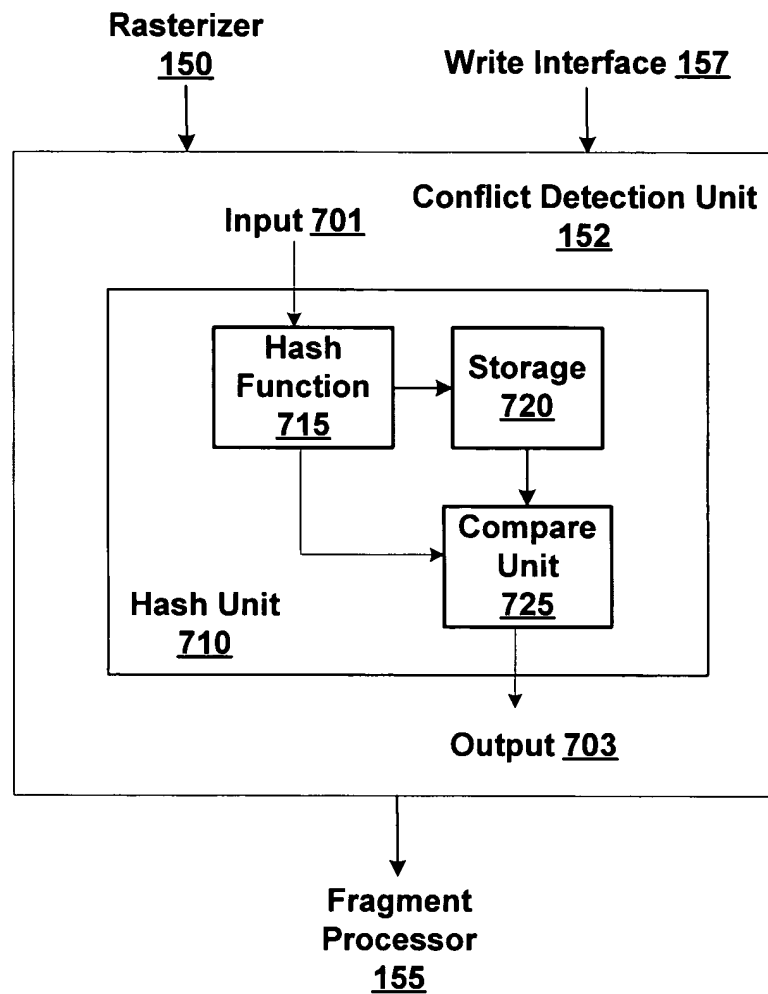 Rasterizer
150
Write Interface 157
Conflict Detection Unit
152
Input 701
Hash
Function
715
Storage
720
Compare
Unit
725
Hash Unit
710
Output 703
Fragment
Processor
155